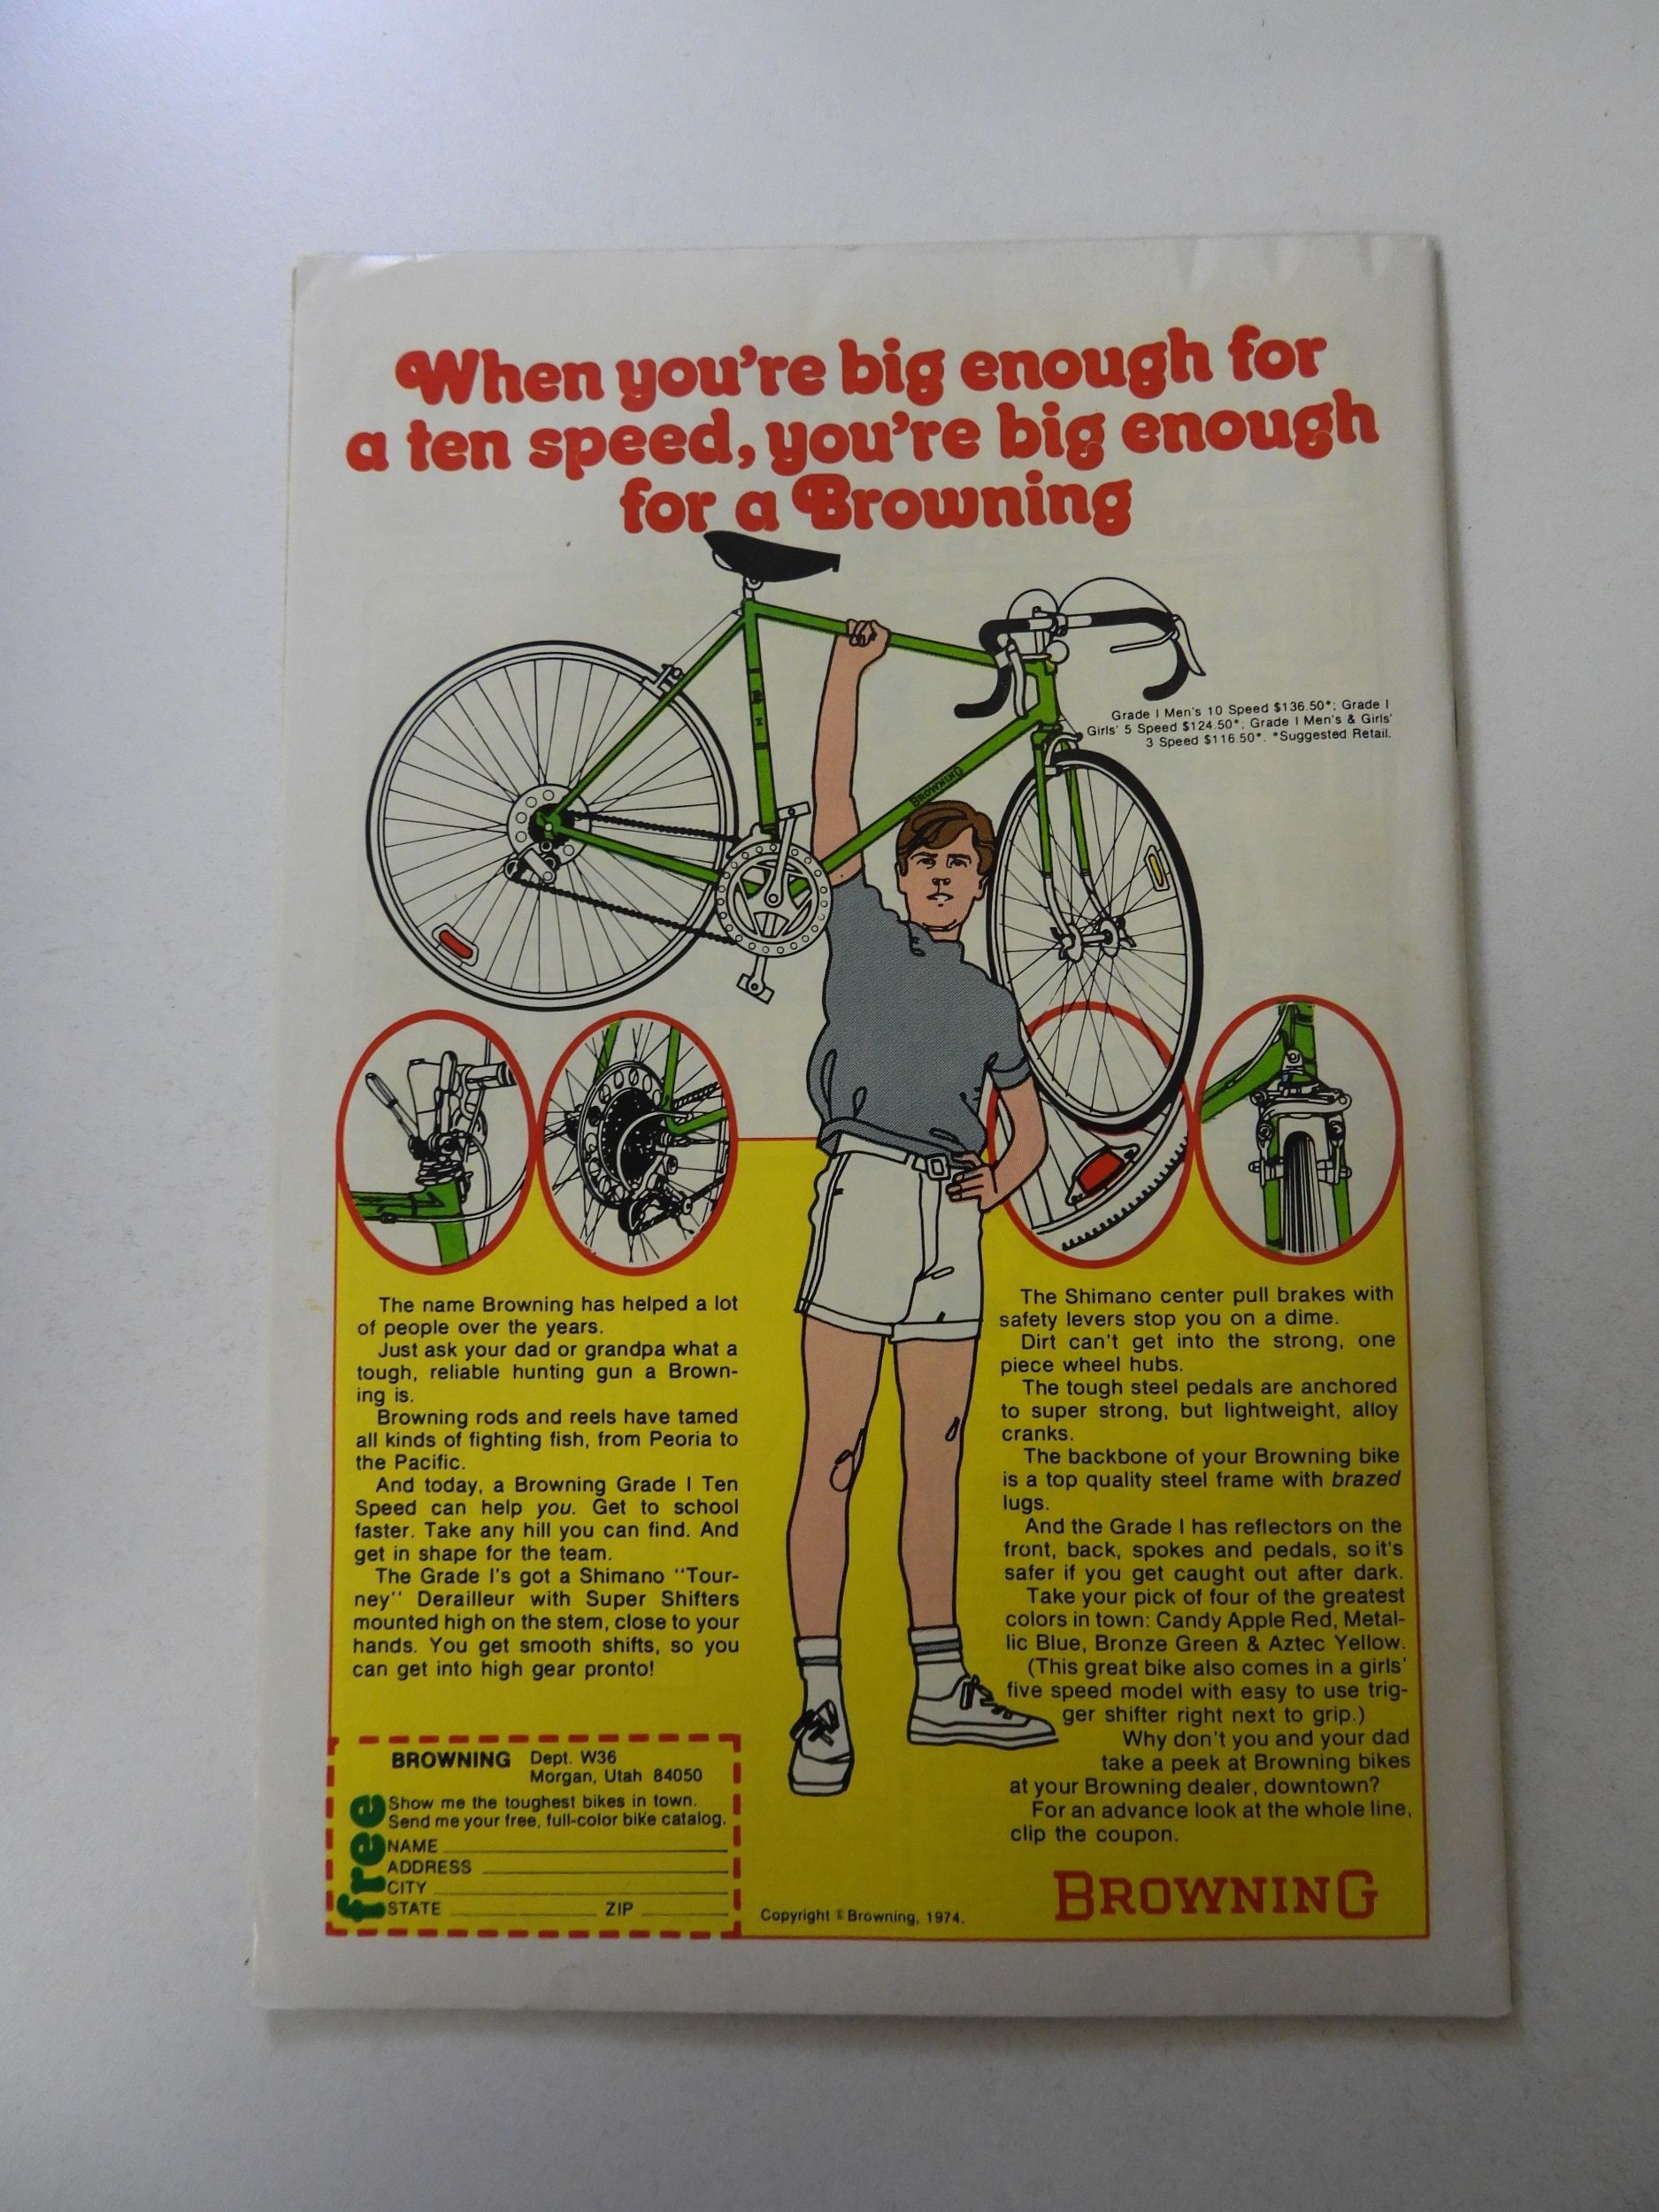 When you're big enough for
a ten speed, you're big enough
for a Browning
Grade I Men's 10 Speed $136.50*; Grade I
Girls' 5 Speed $124.50*; Grade I Men's & Girls'
3 Speed $116.50*. *Suggested Retail.
BROWNING
The name Browning has helped a lot
of people over the years.
Just ask your dad or grandpa what a
tough, reliable hunting gun a Brown-
ing is.
Browning rods and reels have tamed
all kinds of fighting fish, from Peoria to
the Pacific.
And today, a Browning Grade I Ten
Speed can help you. Get to school
faster. Take any hill you can find. And
get in shape for the team.
The Grade I's got a Shimano "Tour-
ney" Derailleur with Super Shifters
mounted high on the stem, close to your
hands. You get smooth shifts, so you
can get into high gear pronto!
The Shimano center pull brakes with
safety levers stop you on a dime.
Dirt can't get into the strong, one
piece wheel hubs.
The tough steel pedals are anchored
to super strong, but lightweight, alloy
cranks.
The backbone of your Browning bike
is a top quality steel frame with brazed
lugs.
And the Grade I has reflectors on the
front, back, spokes and pedals, so it's
safer if you get caught out after dark.
Take your pick of four of the greatest
colors in town: Candy Apple Red, Metal-
lic Blue, Bronze Green & Aztec Yellow.
(This great bike also comes in a girls'
five speed model with easy to use trig-
ger shifter right next to grip.)
Why don't you and your dad
take a peek at Browning bikes
at your Browning dealer, downtown?
For an advance look at the whole line,
clip the coupon.
BROWNING Dept. W36
Morgan, Utah 84050
free
Show me the toughest bikes in town.
Send me your free, full-color bike catalog.
NAME
ADDRESS
CITY
STATE ZIP
Copyright © Browning, 1974.
BROWNING